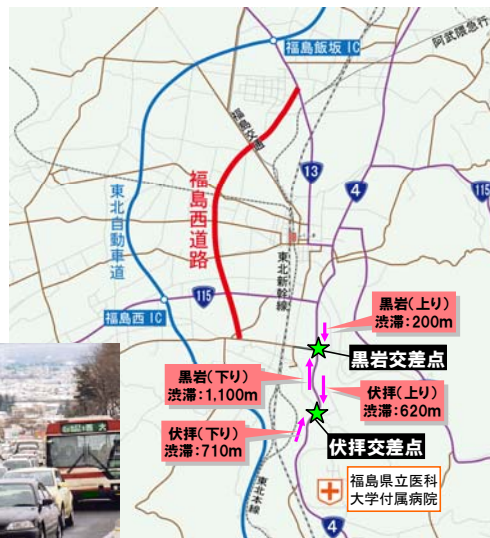 福島飯坂 IC
阿武隈急行
福島交通
13
4
福島西道路
東北自動車道
115
東北新幹線
115
福島西 IC
黒岩(上り)
渋滞:200m
黒岩交差点
黒岩(下り)
渋滞:1,100m
伏拝(上り)
渋滞:620m
伏拝(下り)
渋滞:710m
伏拝交差点
東北本線
福島県立医科
大学付属病院
4